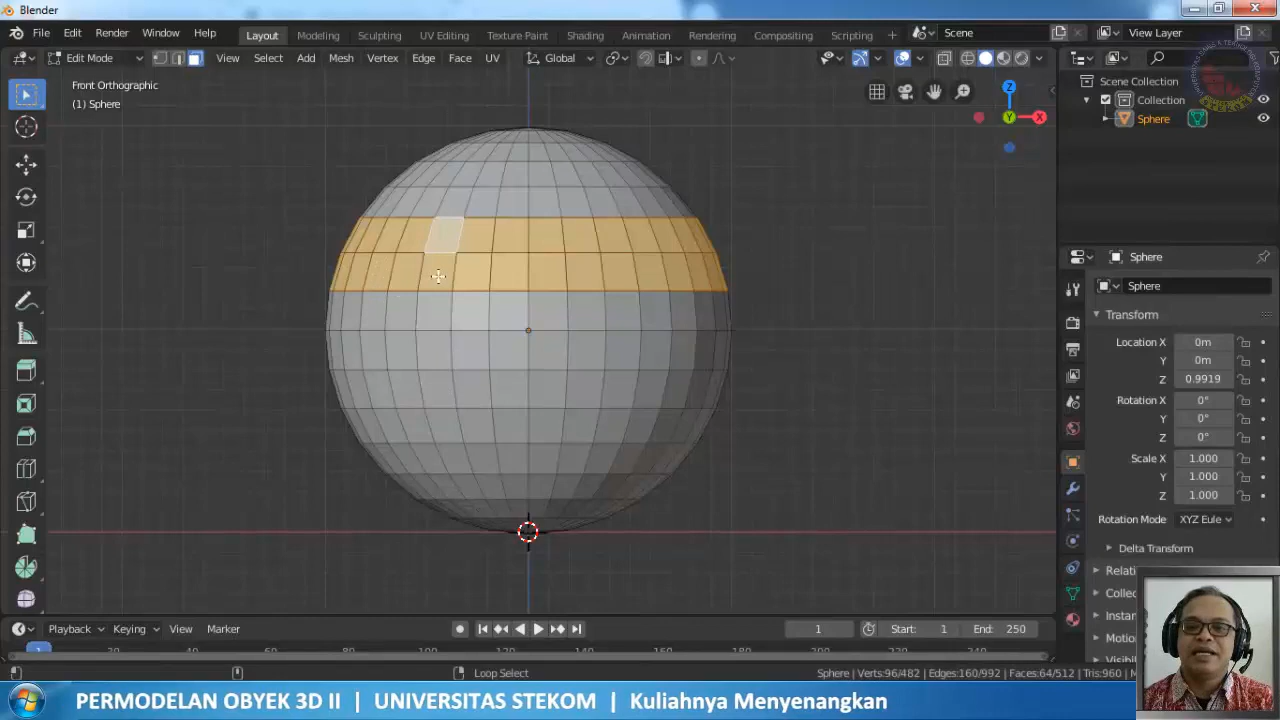 Blender
File Edit Render Window Help Layout Modeling Sculpting UV Editing Texture Paint Shading Animation Rendering Compositing Scripting + Scene View Layer
Edit Mode View Select Add Mesh Vertex Edge Face UV Global
Front Orthographic
(1) Sphere
Z
Y
X
Scene Collection
Collection
Sphere
Sphere
Sphere
Transform
Location X 0m
Y 0m
Z 0.9919
Rotation X 0°
Y 0°
Z 0°
Scale X 1.000
Y 1.000
Z 1.000
Rotation Mode XYZ Eule
Delta Transform
Playback Keying View Marker 1 Start: 1 End: 250
Loop Select Sphere | Verts:96/482 | Edges:160/992 | Faces:64/512 | Tris:960 | M
PERMODELAN OBYEK 3D II | UNIVERSITAS STEKOM | Kuliahnya Menyenangkan